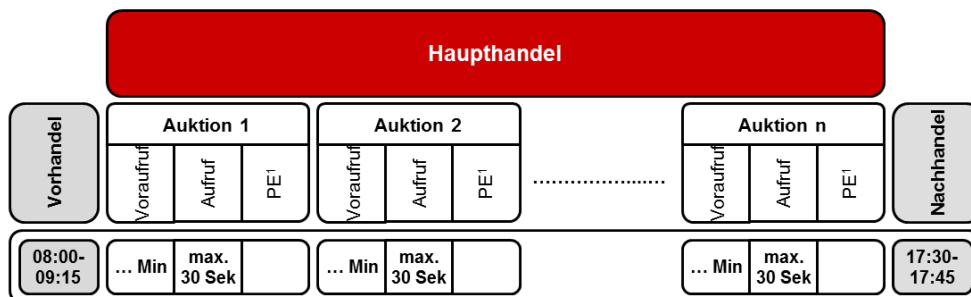 Haupthandel
Vorhandel
Auktion 1
Auktion 2
Auktion n
Nachhandel
Voraufruf
Aufruf
PE¹
Voraufruf
Aufruf
PE¹
……………………
Voraufruf
Aufruf
PE¹
08:00-
09:15
… Min
max.
30 Sek
… Min
max.
30 Sek
… Min
max.
30 Sek
17:30-
17:45